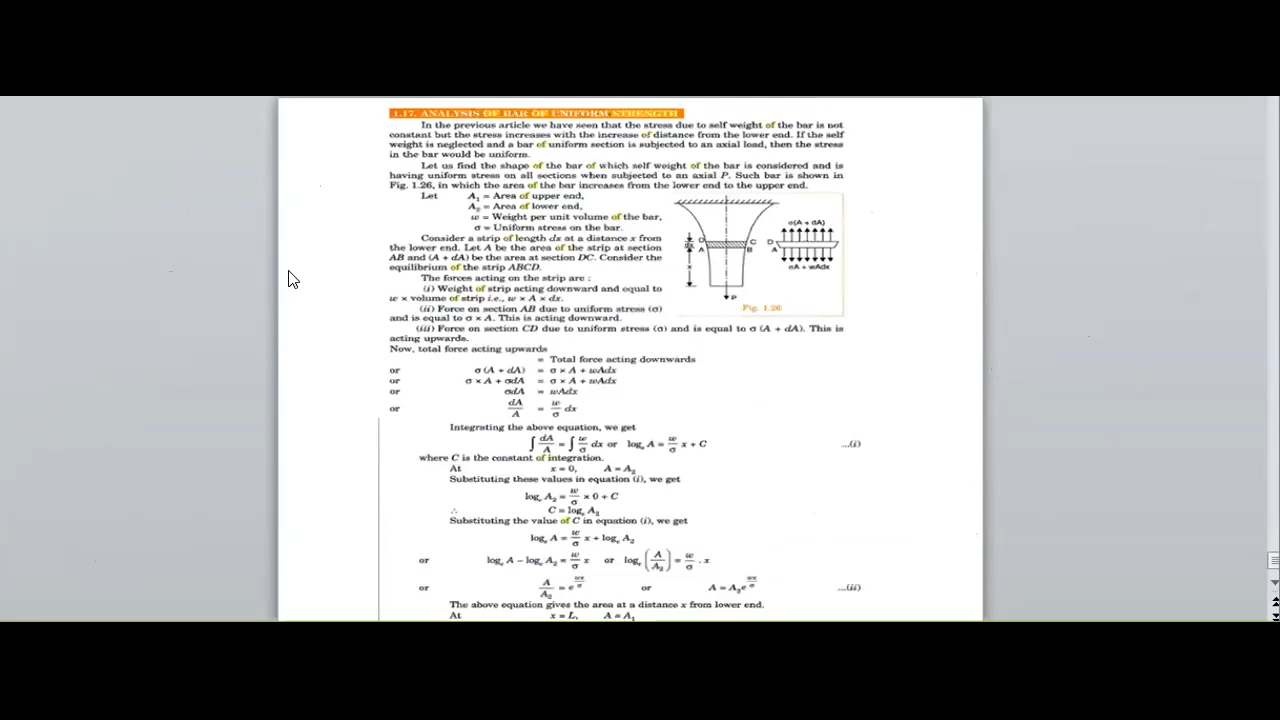 1.17. ANALYSIS OF BAR OF UNIFORM STRENGTH
In the previous article we have seen that the stress due to self weight of the bar is not
constant but the stress increases with the increase of distance from the lower end. If the self
weight is neglected and a bar of uniform section is subjected to an axial load, then the stress
in the bar would be uniform.
Let us find the shape of the bar of which self weight of the bar is considered and is
having uniform stress on all sections when subjected to an axial P. Such bar is shown in
Fig. 1.26, in which the area of the bar increases from the lower end to the upper end.
Let A₁ = Area of upper end,
A₂ = Area of lower end,
w = Weight per unit volume of the bar,
σ = Uniform stress on the bar.
Consider a strip of length dx at a distance x from
the lower end. Let A be the area of the strip at section
AB and (A + dA) be the area at section DC. Consider the
equilibrium of the strip ABCD.
The forces acting on the strip are :
(i) Weight of strip acting downward and equal to
w × volume of strip i.e., w × A × dx.
(ii) Force on section AB due to uniform stress (σ)
and is equal to σ × A. This is acting downward.
σ(A + dA)
D C D
A B A
dx
x
σA + wAdx
P
Fig. 1.26
(iii) Force on section CD due to uniform stress (σ) and is equal to σ (A + dA). This is
acting upwards.
Now, total force acting upwards
= Total force acting downwards
or σ (A + dA) = σ × A + wAdx
or σ × A + σdA = σ × A + wAdx
or σdA = wAdx
or dA/A = w/σ dx
Integrating the above equation, we get
∫ dA/A = ∫ w/σ dx or logₑ A = w/σ x + C ...(i)
where C is the constant of integration.
At x = 0, A = A₂
Substituting these values in equation (i), we get
logₑ A₂ = w/σ × 0 + C
∴ C = logₑ A₂
Substituting the value of C in equation (i), we get
logₑ A = w/σ x + logₑ A₂
or logₑ A – logₑ A₂ = w/σ x or logₑ (A/A₂) = w/σ . x
or A/A₂ = e^(wx/σ) or A = A₂e^(wx/σ) ...(ii)
The above equation gives the area at a distance x from lower end.
At x = L, A = A₁